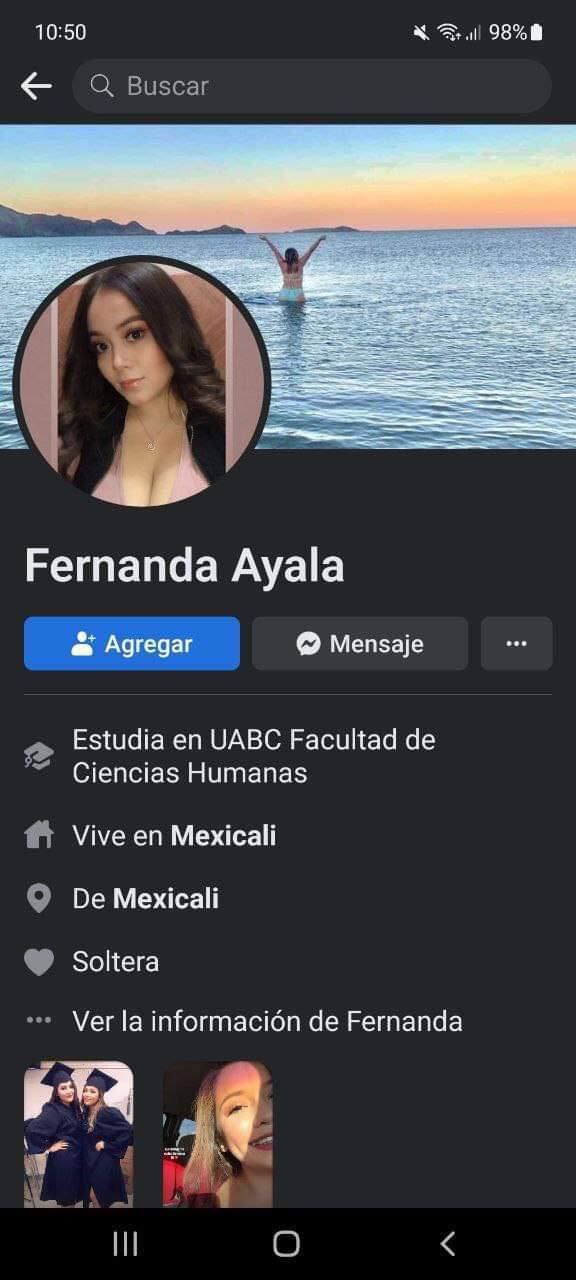 10:50
98%
Buscar
Fernanda Ayala
Agregar
Mensaje
Estudia en UABC Facultad de
Ciencias Humanas
Vive en Mexicali
De Mexicali
Soltera
Ver la información de Fernanda